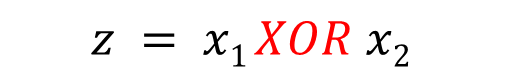 z = x₁ XOR x₂